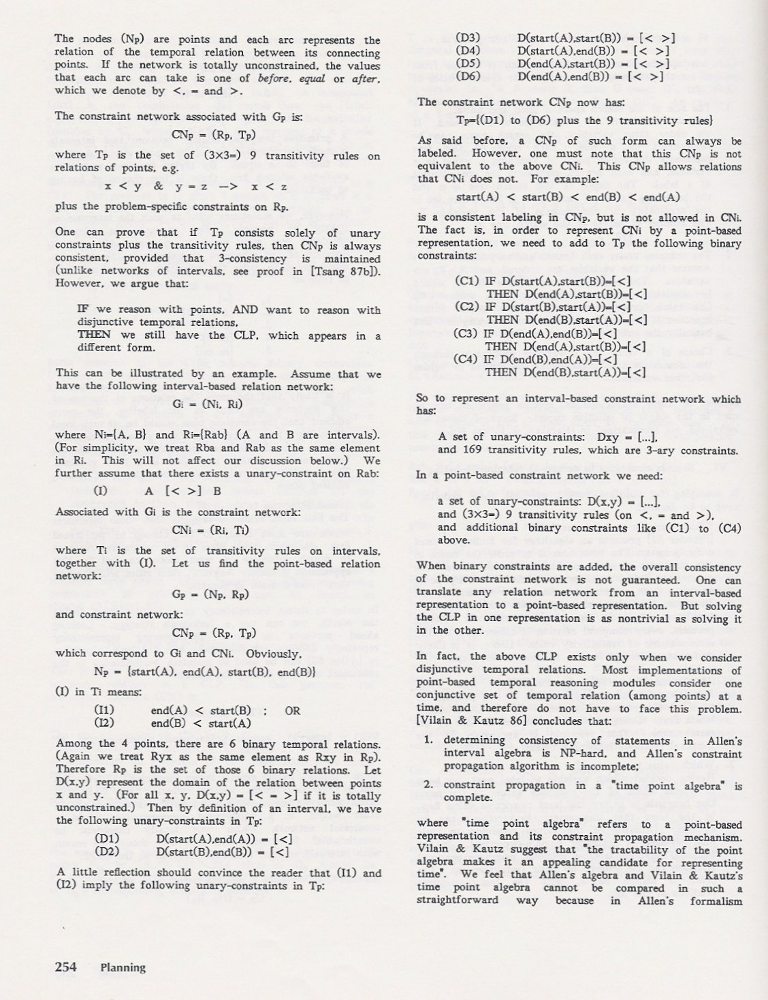 The nodes (Np) are points and each arc represents the
relation of the temporal relation between its connecting
points. If the network is totally unconstrained, the values
that each arc can take is one of before, equal or after,
which we denote by <, = and >.
The constraint network associated with Gp is:
CNp = (Rp, Tp)
where Tp is the set of (3X3=) 9 transitivity rules on
relations of points, e.g.
x < y & y = z —> x < z
plus the problem-specific constraints on Rp.
One can prove that if Tp consists solely of unary
constraints plus the transitivity rules, then CNp is always
consistent, provided that 3-consistency is maintained
(unlike networks of intervals, see proof in [Tsang 87b]).
However, we argue that:
IF we reason with points, AND want to reason with
disjunctive temporal relations,
THEN we still have the CLP, which appears in a
different form.
This can be illustrated by an example. Assume that we
have the following interval-based relation network:
Gi = (Ni, Ri)
where Ni={A, B} and Ri={Rab} (A and B are intervals).
(For simplicity, we treat Rba and Rab as the same element
in Ri. This will not affect our discussion below.) We
further assume that there exists a unary-constraint on Rab:
(I) A [< >] B
Associated with Gi is the constraint network:
CNi = (Ri, Ti)
where Ti is the set of transitivity rules on intervals,
together with (I). Let us find the point-based relation
network:
Gp = (Np, Rp)
and constraint network:
CNp = (Rp, Tp)
which correspond to Gi and CNi. Obviously,
Np = {start(A), end(A), start(B), end(B)}
(I) in Ti means:
(I1) end(A) < start(B) ; OR
(I2) end(B) < start(A)
Among the 4 points, there are 6 binary temporal relations.
(Again we treat Ryx as the same element as Rxy in Rp).
Therefore Rp is the set of those 6 binary relations. Let
D(x,y) represent the domain of the relation between points
x and y. (For all x, y, D(x,y) = [< = >] if it is totally
unconstrained.) Then by definition of an interval, we have
the following unary-constraints in Tp:
(D1) D(start(A),end(A)) = [<]
(D2) D(start(B),end(B)) = [<]
A little reflection should convince the reader that (I1) and
(I2) imply the following unary-constraints in Tp:
(D3) D(start(A),start(B)) = [< >]
(D4) D(start(A),end(B)) = [< >]
(D5) D(end(A),start(B)) = [< >]
(D6) D(end(A),end(B)) = [< >]
The constraint network CNp now has:
Tp={(D1) to (D6) plus the 9 transitivity rules}
As said before, a CNp of such form can always be
labeled. However, one must note that this CNp is not
equivalent to the above CNi. This CNp allows relations
that CNi does not. For example:
start(A) < start(B) < end(B) < end(A)
is a consistent labeling in CNp, but is not allowed in CNi.
The fact is, in order to represent CNi by a point-based
representation, we need to add to Tp the following binary
constraints:
(C1) IF D(start(A),start(B))=[<]
THEN D(end(A),start(B))=[<]
(C2) IF D(start(B),start(A))=[<]
THEN D(end(B),start(A))=[<]
(C3) IF D(end(A),end(B))=[<]
THEN D(end(A),start(B))=[<]
(C4) IF D(end(B),end(A))=[<]
THEN D(end(B),start(A))=[<]
So to represent an interval-based constraint network which
has:
A set of unary-constraints: Dxy = [...],
and 169 transitivity rules, which are 3-ary constraints.
In a point-based constraint network we need:
a set of unary-constraints: D(x,y) = [...],
and (3X3=) 9 transitivity rules (on <, = and >),
and additional binary constraints like (C1) to (C4)
above.
When binary constraints are added, the overall consistency
of the constraint network is not guaranteed. One can
translate any relation network from an interval-based
representation to a point-based representation. But solving
the CLP in one representation is as nontrivial as solving it
in the other.
In fact, the above CLP exists only when we consider
disjunctive temporal relations. Most implementations of
point-based temporal reasoning modules consider one
conjunctive set of temporal relation (among points) at a
time, and therefore do not have to face this problem.
[Vilain & Kautz 86] concludes that:
1. determining consistency of statements in Allen's
interval algebra is NP-hard, and Allen's constraint
propagation algorithm is incomplete;
2. constraint propagation in a "time point algebra" is
complete.
where "time point algebra" refers to a point-based
representation and its constraint propagation mechanism.
Vilain & Kautz suggest that "the tractability of the point
algebra makes it an appealing candidate for representing
time". We feel that Allen's algebra and Vilain & Kautz's
time point algebra cannot be compared in such a
straightforward way because in Allen's formalism
254 Planning